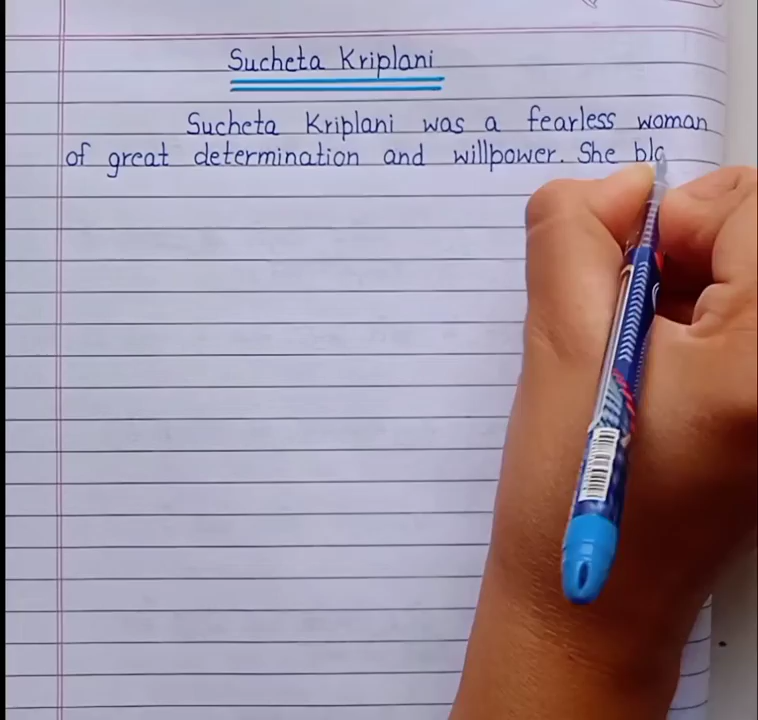 Sucheta Kriplani
Sucheta Kriplani was a fearless woman
of great determination and willpower. She